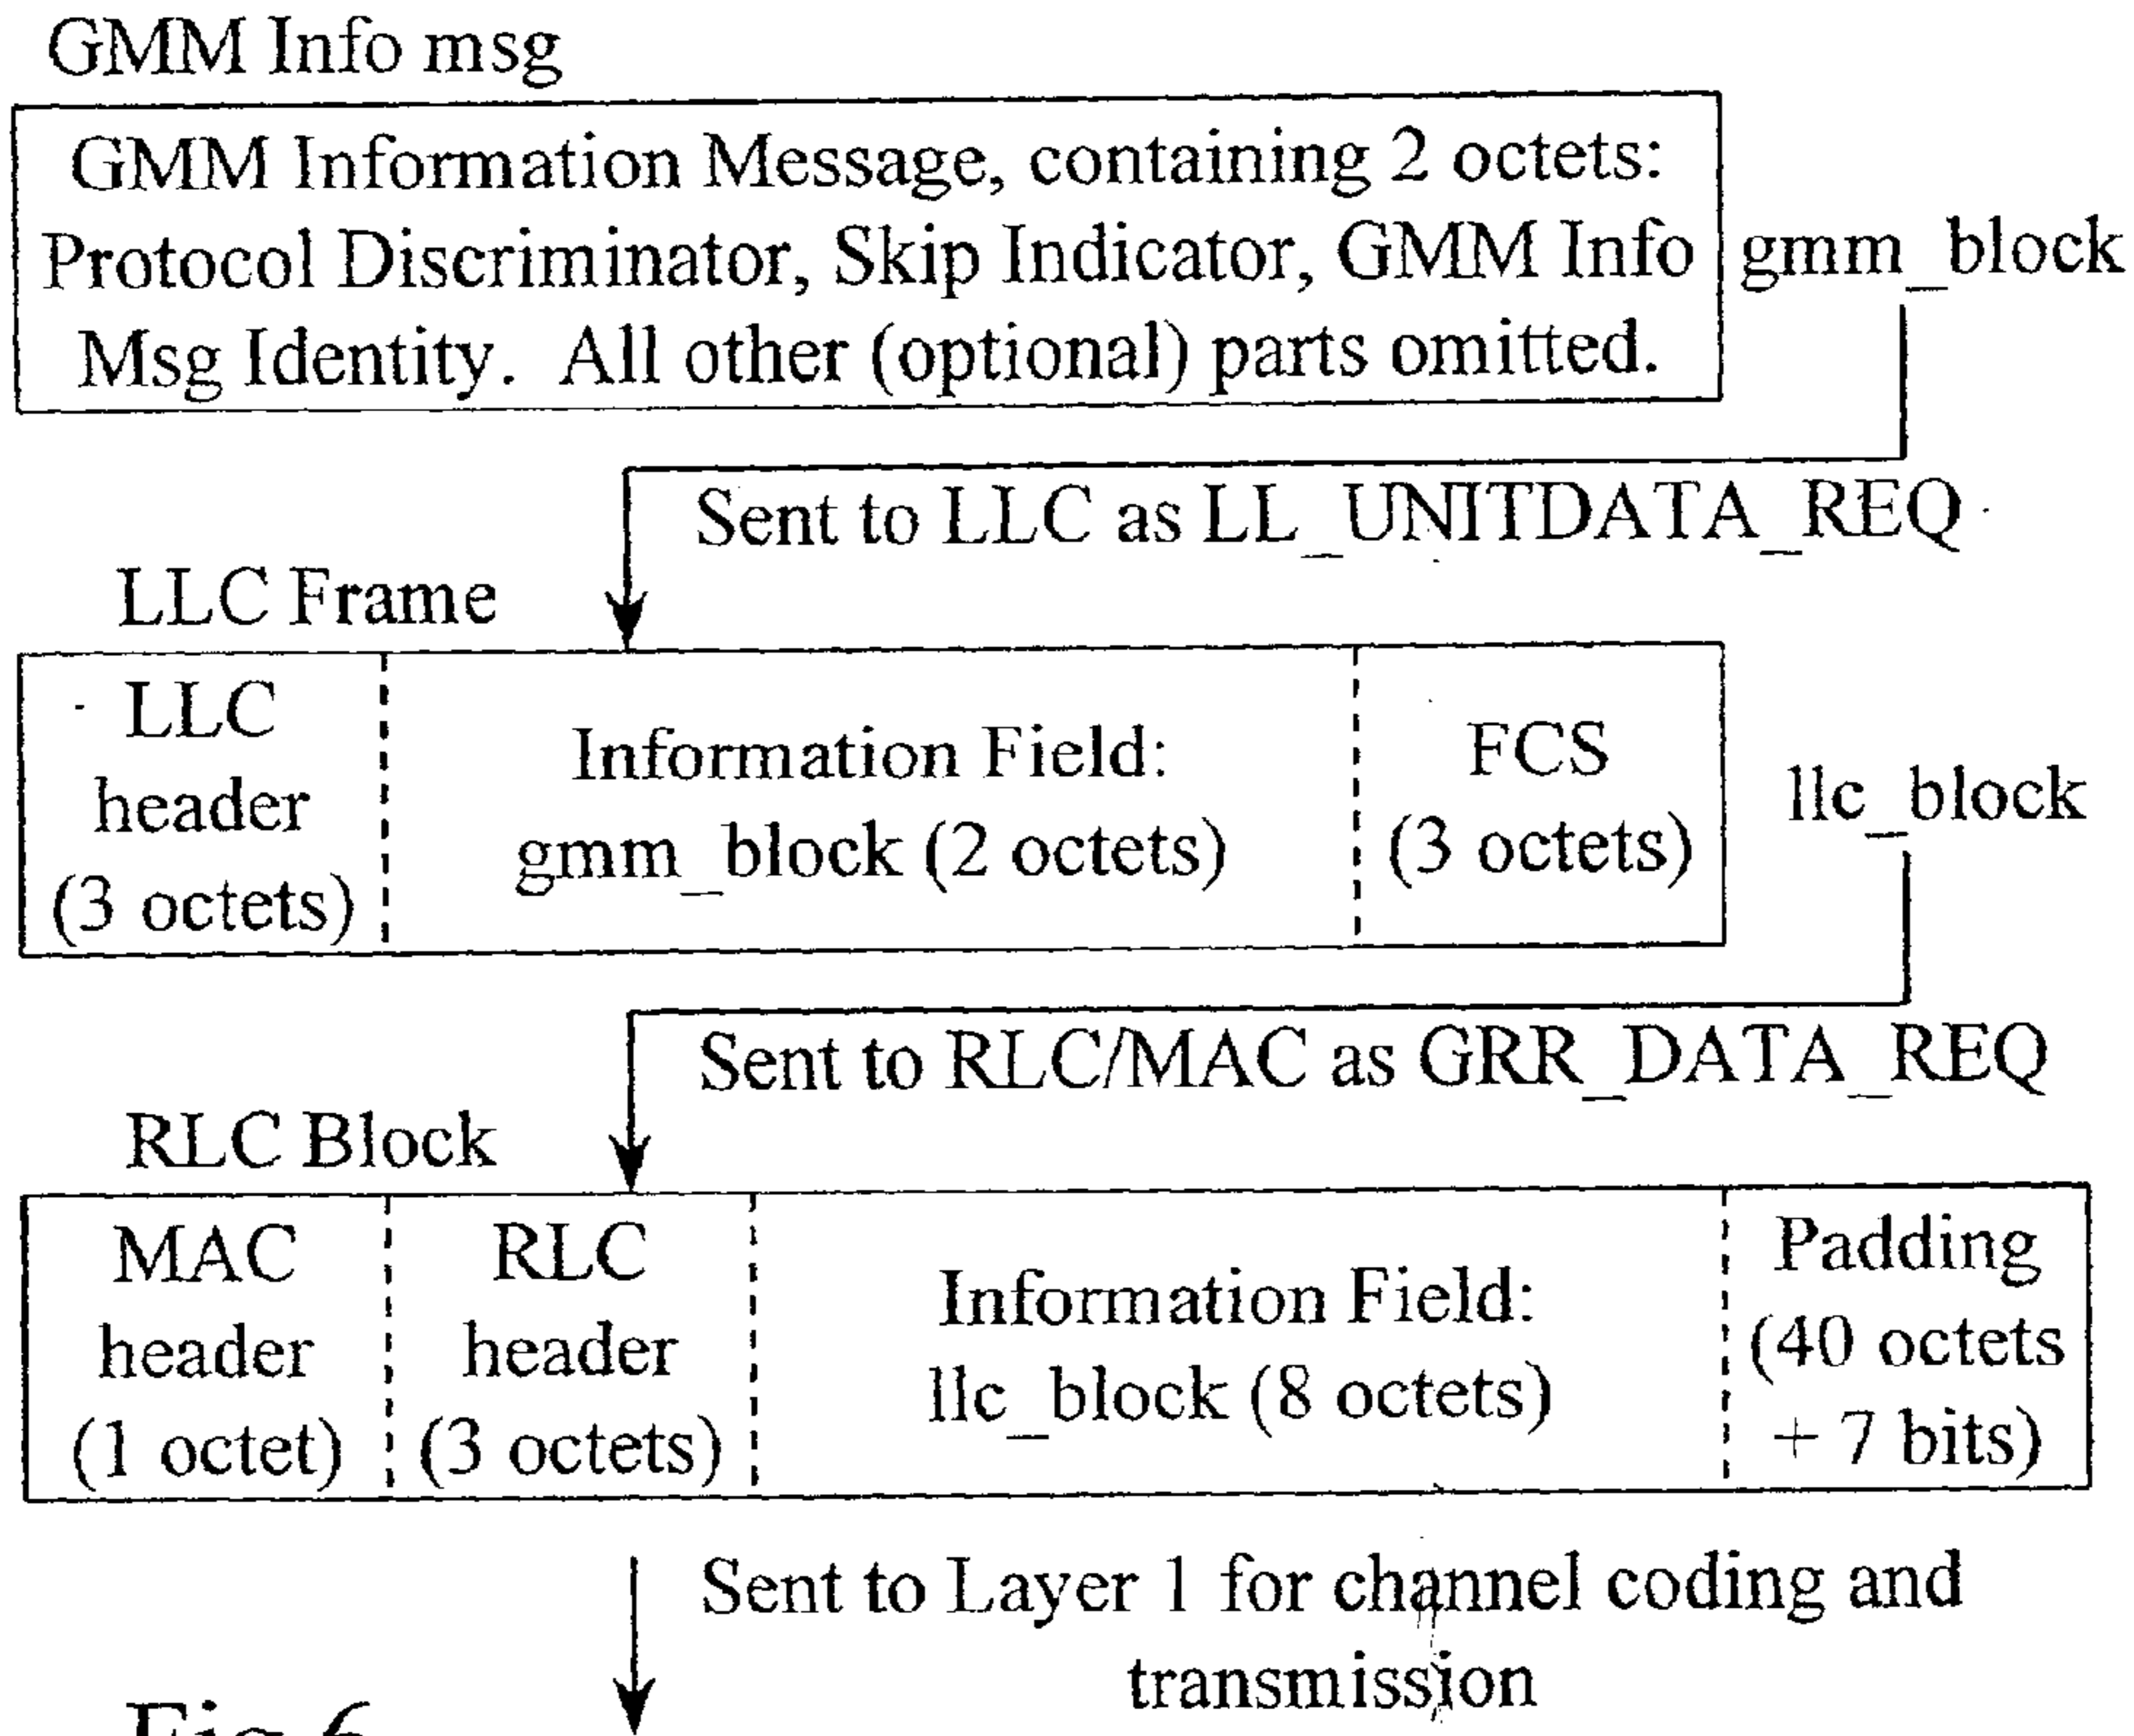 GMM Info msg
GMM Information Message, containing 2 octets:
Protocol Discriminator, Skip Indicator, GMM Info
Msg Identity. All other (optional) parts omitted.
gmm_block
Sent to LLC as LL_UNITDATA_REQ
LLC Frame
LLC
header
(3 octets)
Information Field:
gmm_block (2 octets)
FCS
(3 octets)
llc_block
Sent to RLC/MAC as GRR_DATA_REQ
RLC Block
MAC
header
(1 octet)
RLC
header
(3 octets)
Information Field:
llc_block (8 octets)
Padding
(40 octets
+ 7 bits)
Sent to Layer 1 for channel coding and
transmission
Fig 6